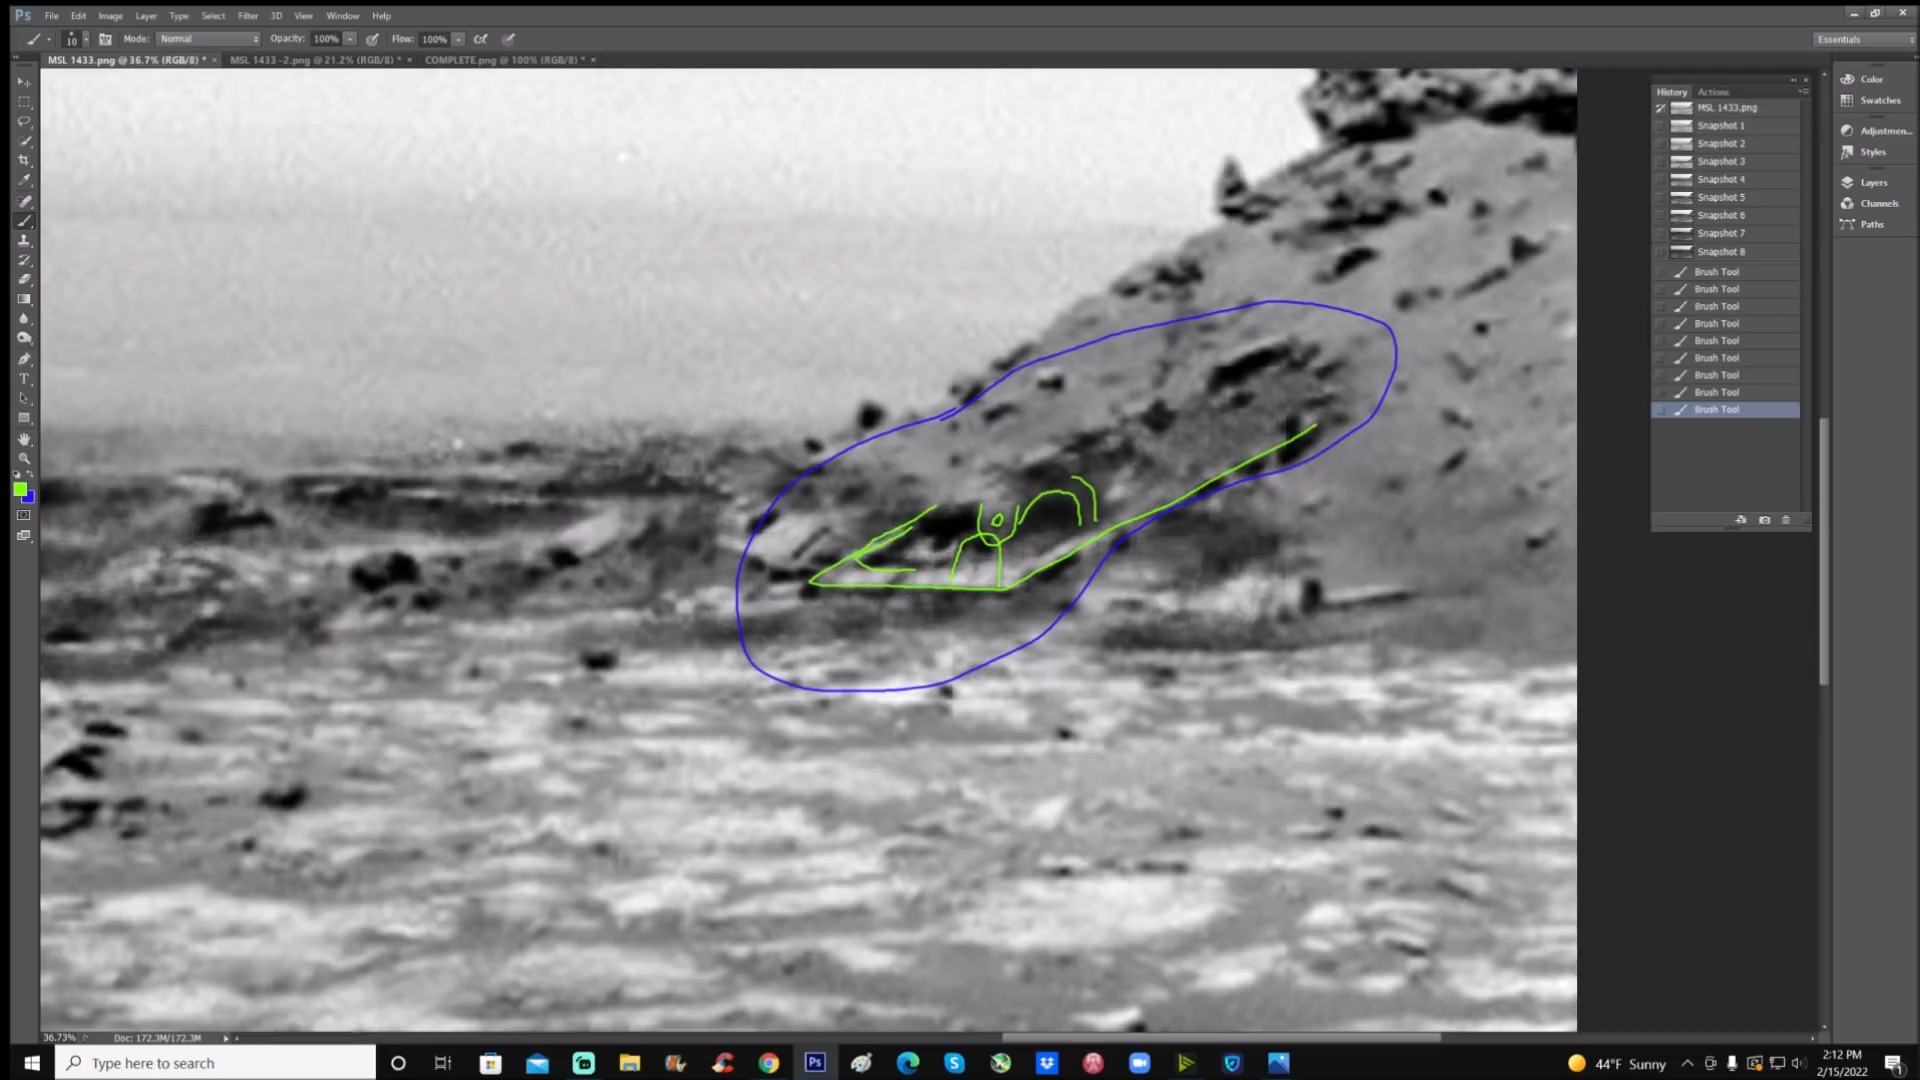 Ps File Edit Image Layer Type Select Filter 3D View Window Help
10 Mode: Normal Opacity: 100% Flow: 100% Essentials
MSL 1433.png @ 36.7% (RGB/8) * × MSL 1433-2.png @ 21.2% (RGB/8) * × COMPLETE.png @ 100% (RGB/8) * ×
History Actions
MSL 1433.png
Snapshot 1
Snapshot 2
Snapshot 3
Snapshot 4
Snapshot 5
Snapshot 6
Snapshot 7
Snapshot 8
Brush Tool
Brush Tool
Brush Tool
Brush Tool
Brush Tool
Brush Tool
Brush Tool
Brush Tool
Brush Tool
Color
Swatches
Adjustmen...
Styles
Layers
Channels
Paths
36.73% Doc: 172.3M/172.3M
Type here to search
Ps
44°F Sunny
2:12 PM
2/15/2022
1